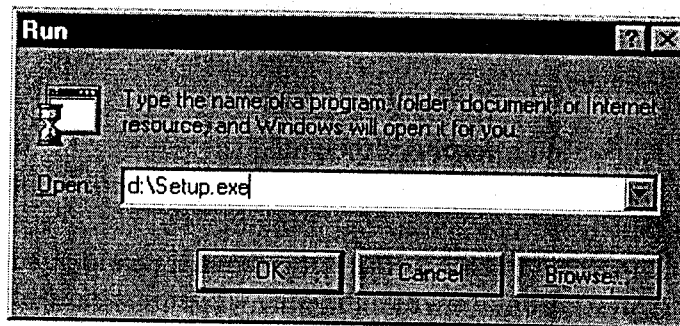 Run
Type the name of a program, folder, document, or Internet
resource, and Windows will open it for you.
Open: d:\Setup.exe
OK Cancel Browse...